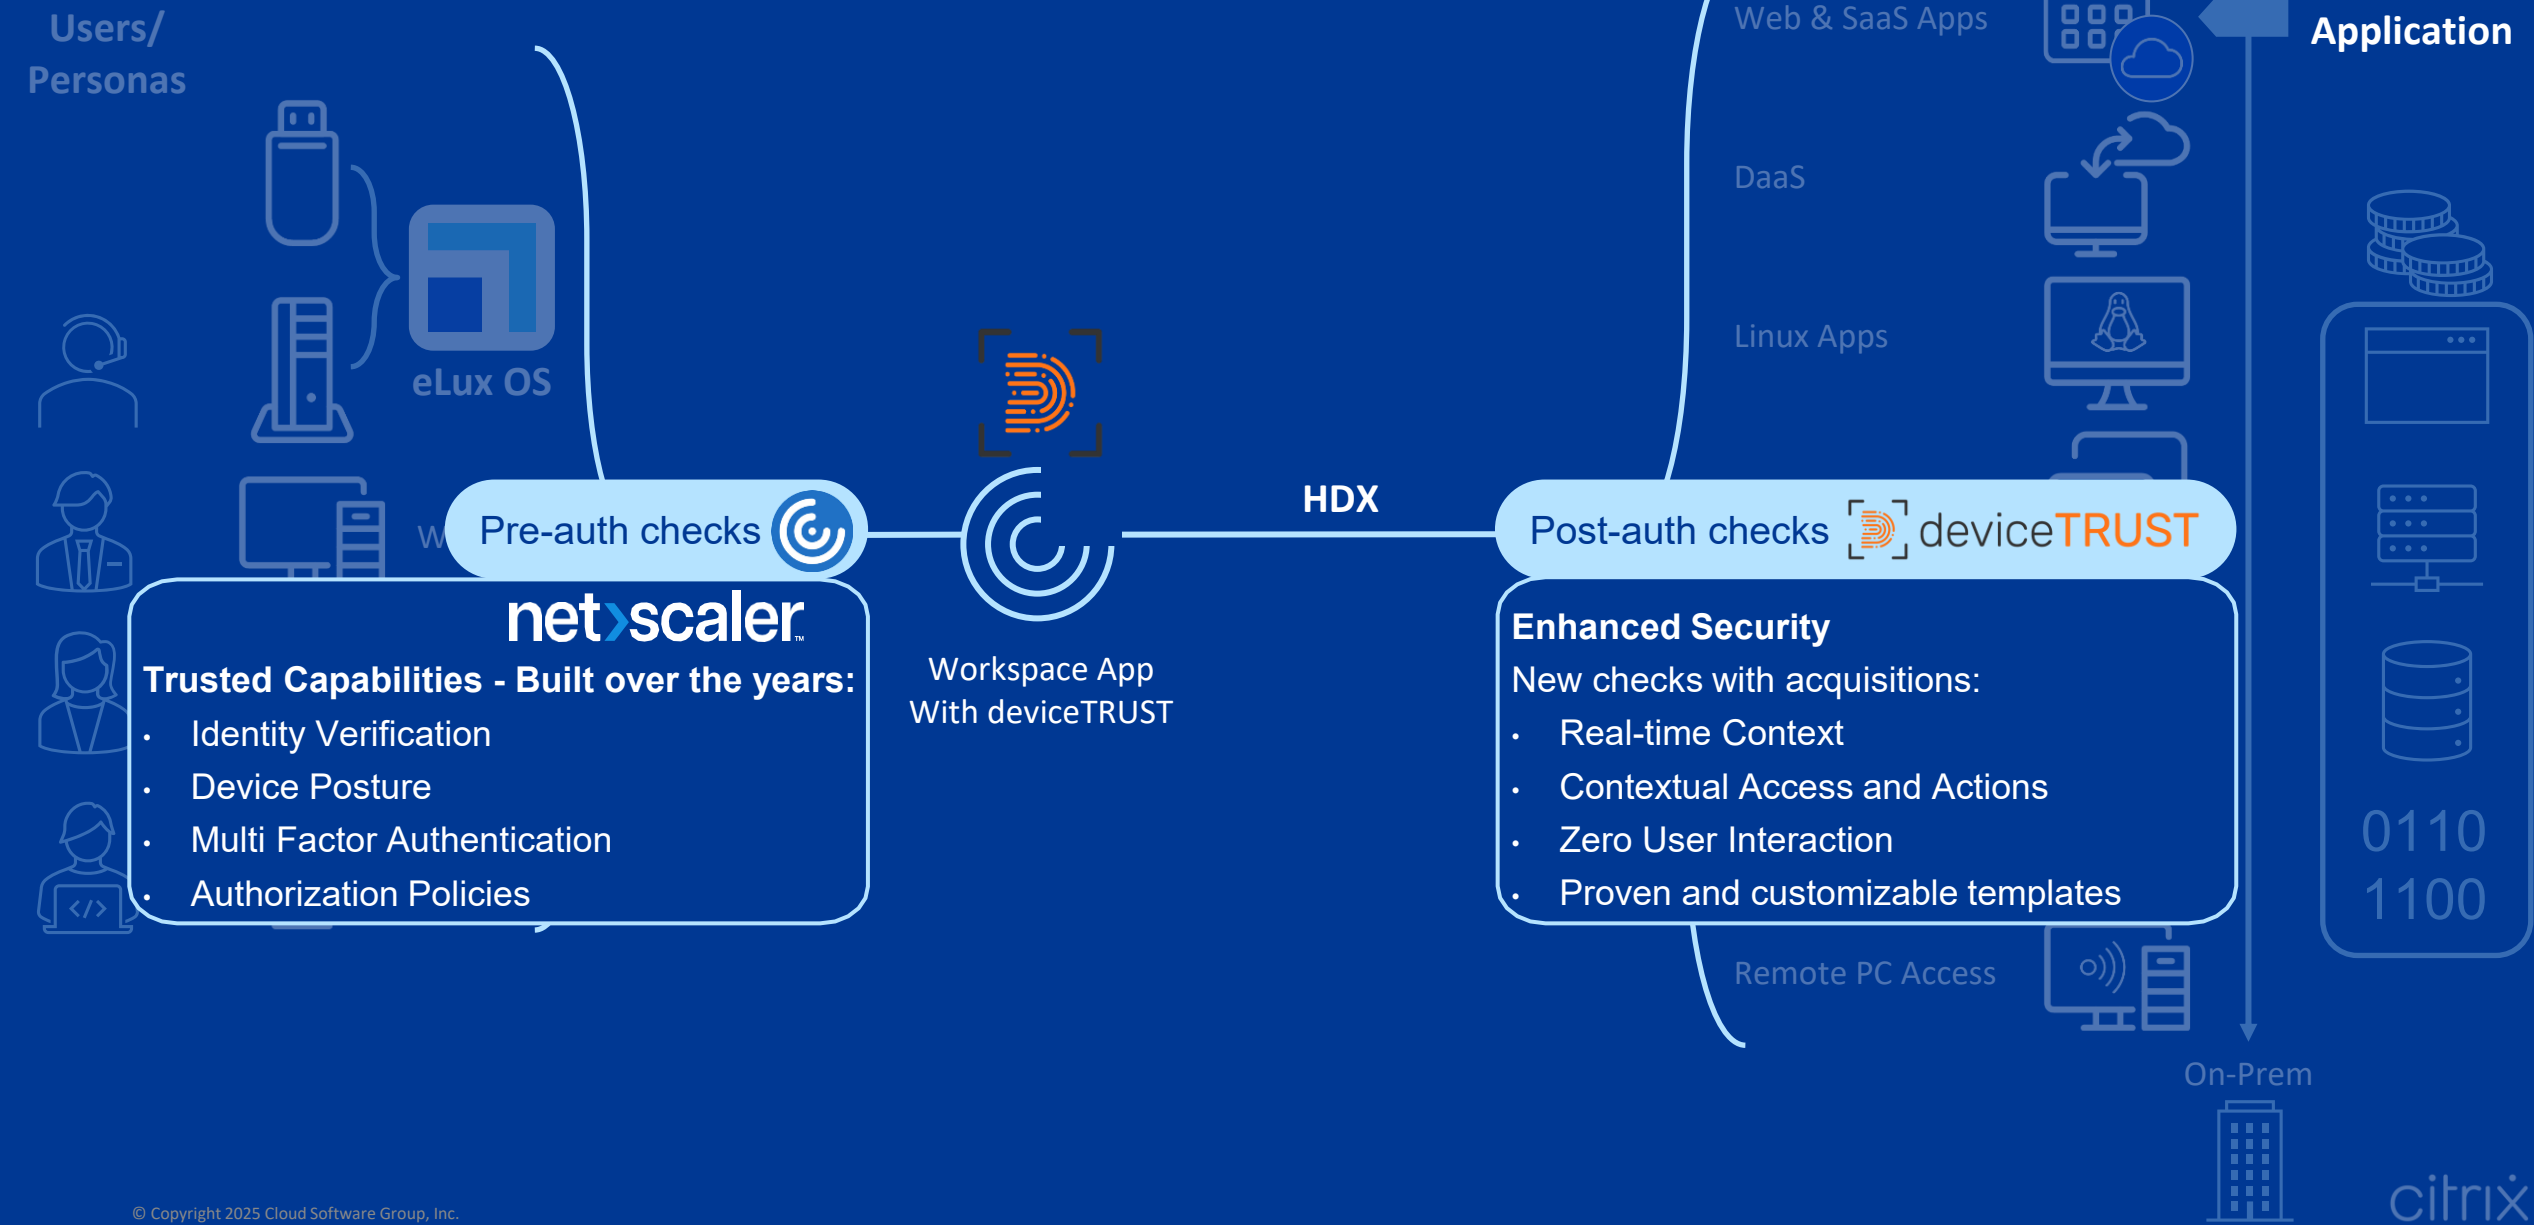 Users/
Personas
eLux OS
W
Pre-auth checks
net>scaler™
Trusted Capabilities - Built over the years:
• Identity Verification
• Device Posture
• Multi Factor Authentication
• Authorization Policies
</>
Workspace App
With deviceTRUST
HDX
Web & SaaS Apps
DaaS
Linux Apps
Post-auth checks deviceTRUST
Enhanced Security
New checks with acquisitions:
• Real-time Context
• Contextual Access and Actions
• Zero User Interaction
• Proven and customizable templates
Remote PC Access
Application
0110
1100
On-Prem
© Copyright 2025 Cloud Software Group, Inc.
citrix